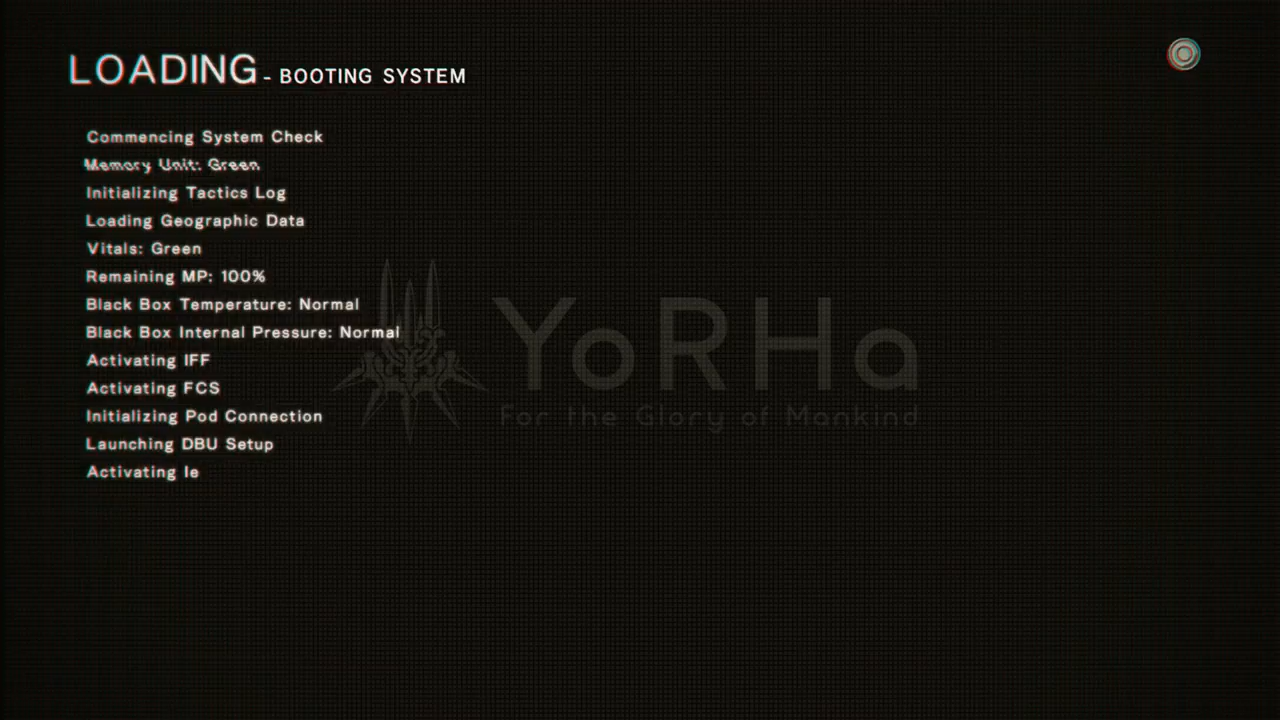 LOADING - BOOTING SYSTEM
Commencing System Check
Memory Unit: Green
Initializing Tactics Log
Loading Geographic Data
Vitals: Green
Remaining MP: 100%
Black Box Temperature: Normal
Black Box Internal Pressure: Normal
Activating IFF
Activating FCS
Initializing Pod Connection
Launching DBU Setup
Activating Ie
YoRHa
For the Glory of Mankind